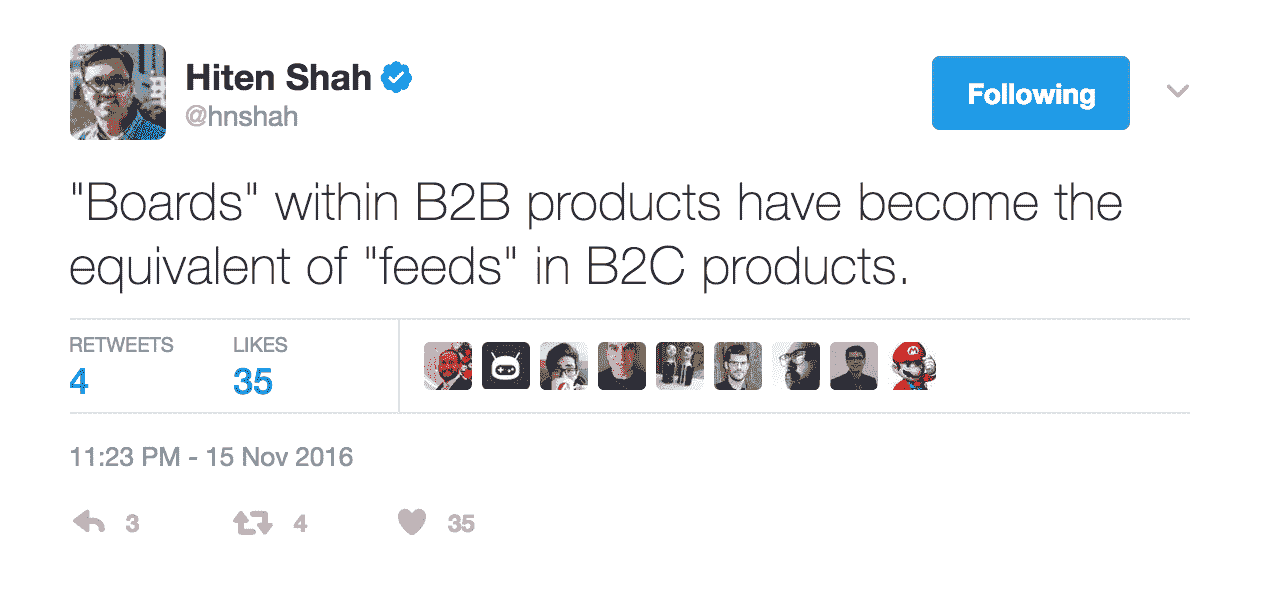 Hiten Shah
@hnshah
Following
"Boards" within B2B products have become the
equivalent of "feeds" in B2C products.
RETWEETS LIKES
4 35
11:23 PM - 15 Nov 2016
3 4 35